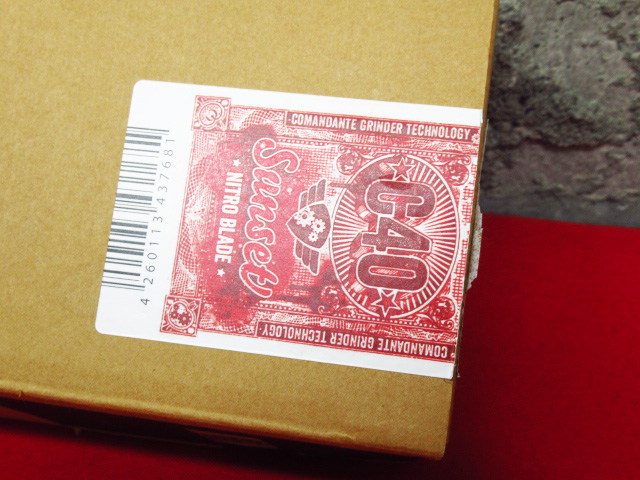 COMANDANTE GRINDER TECHNOLOGY
C40
Sunset
★ NITRO BLADE ★
COMANDANTE GRINDER TECHNOLOGY
4 260113 437681